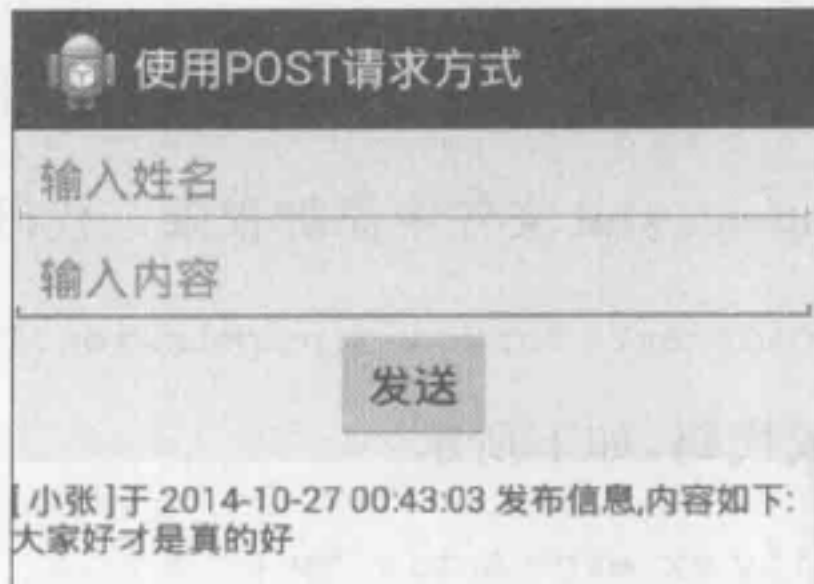 使用POST请求方式
输入姓名
输入内容
发送
[ 小张 ]于 2014-10-27 00:43:03 发布信息,内容如下:
大家好才是真的好